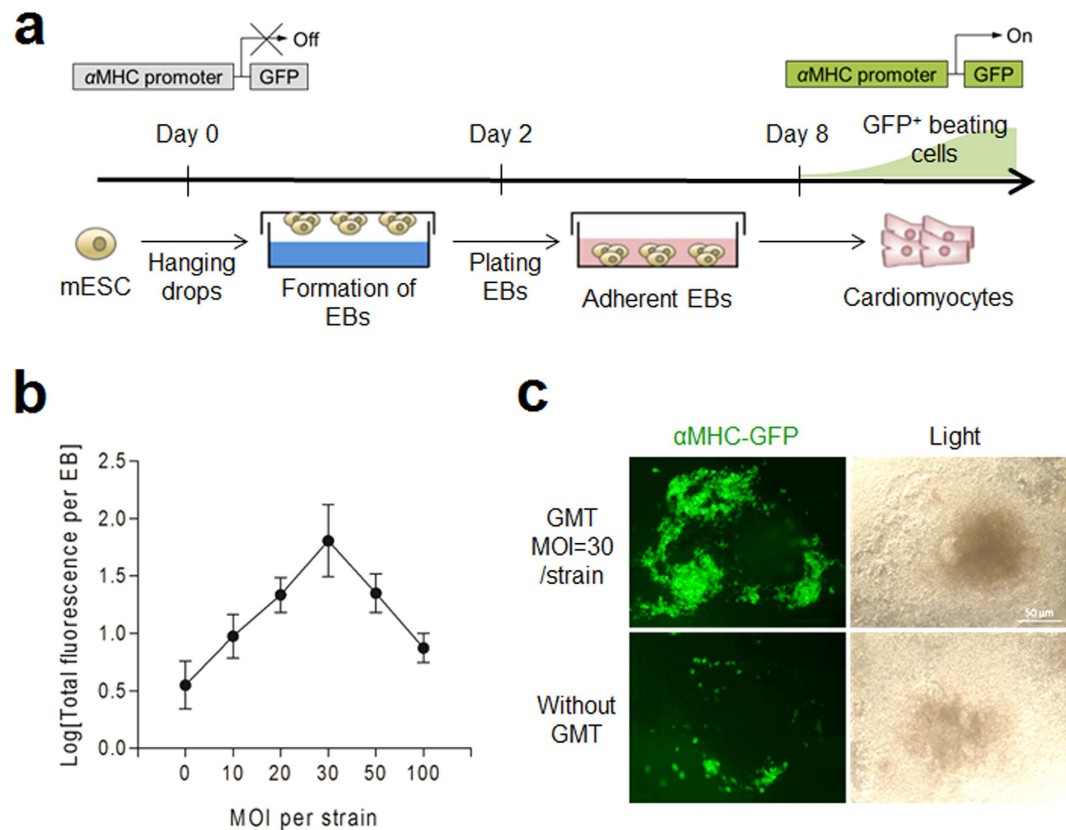 a
Off
αMHC promoter
GFP
On
αMHC promoter
GFP
Day 0
Day 2
Day 8
GFP⁺ beating
cells
mESC
Hanging
drops
Formation of
EBs
Plating
EBs
Adherent EBs
Cardiomyocytes
b
Log[Total fluorescence per EB]
2.5
2.0
1.5
1.0
0.5
0.0
0 10 20 30 50 100
MOI per strain
c
αMHC-GFP
Light
GMT
MOI=30
/strain
50 µm
Without
GMT